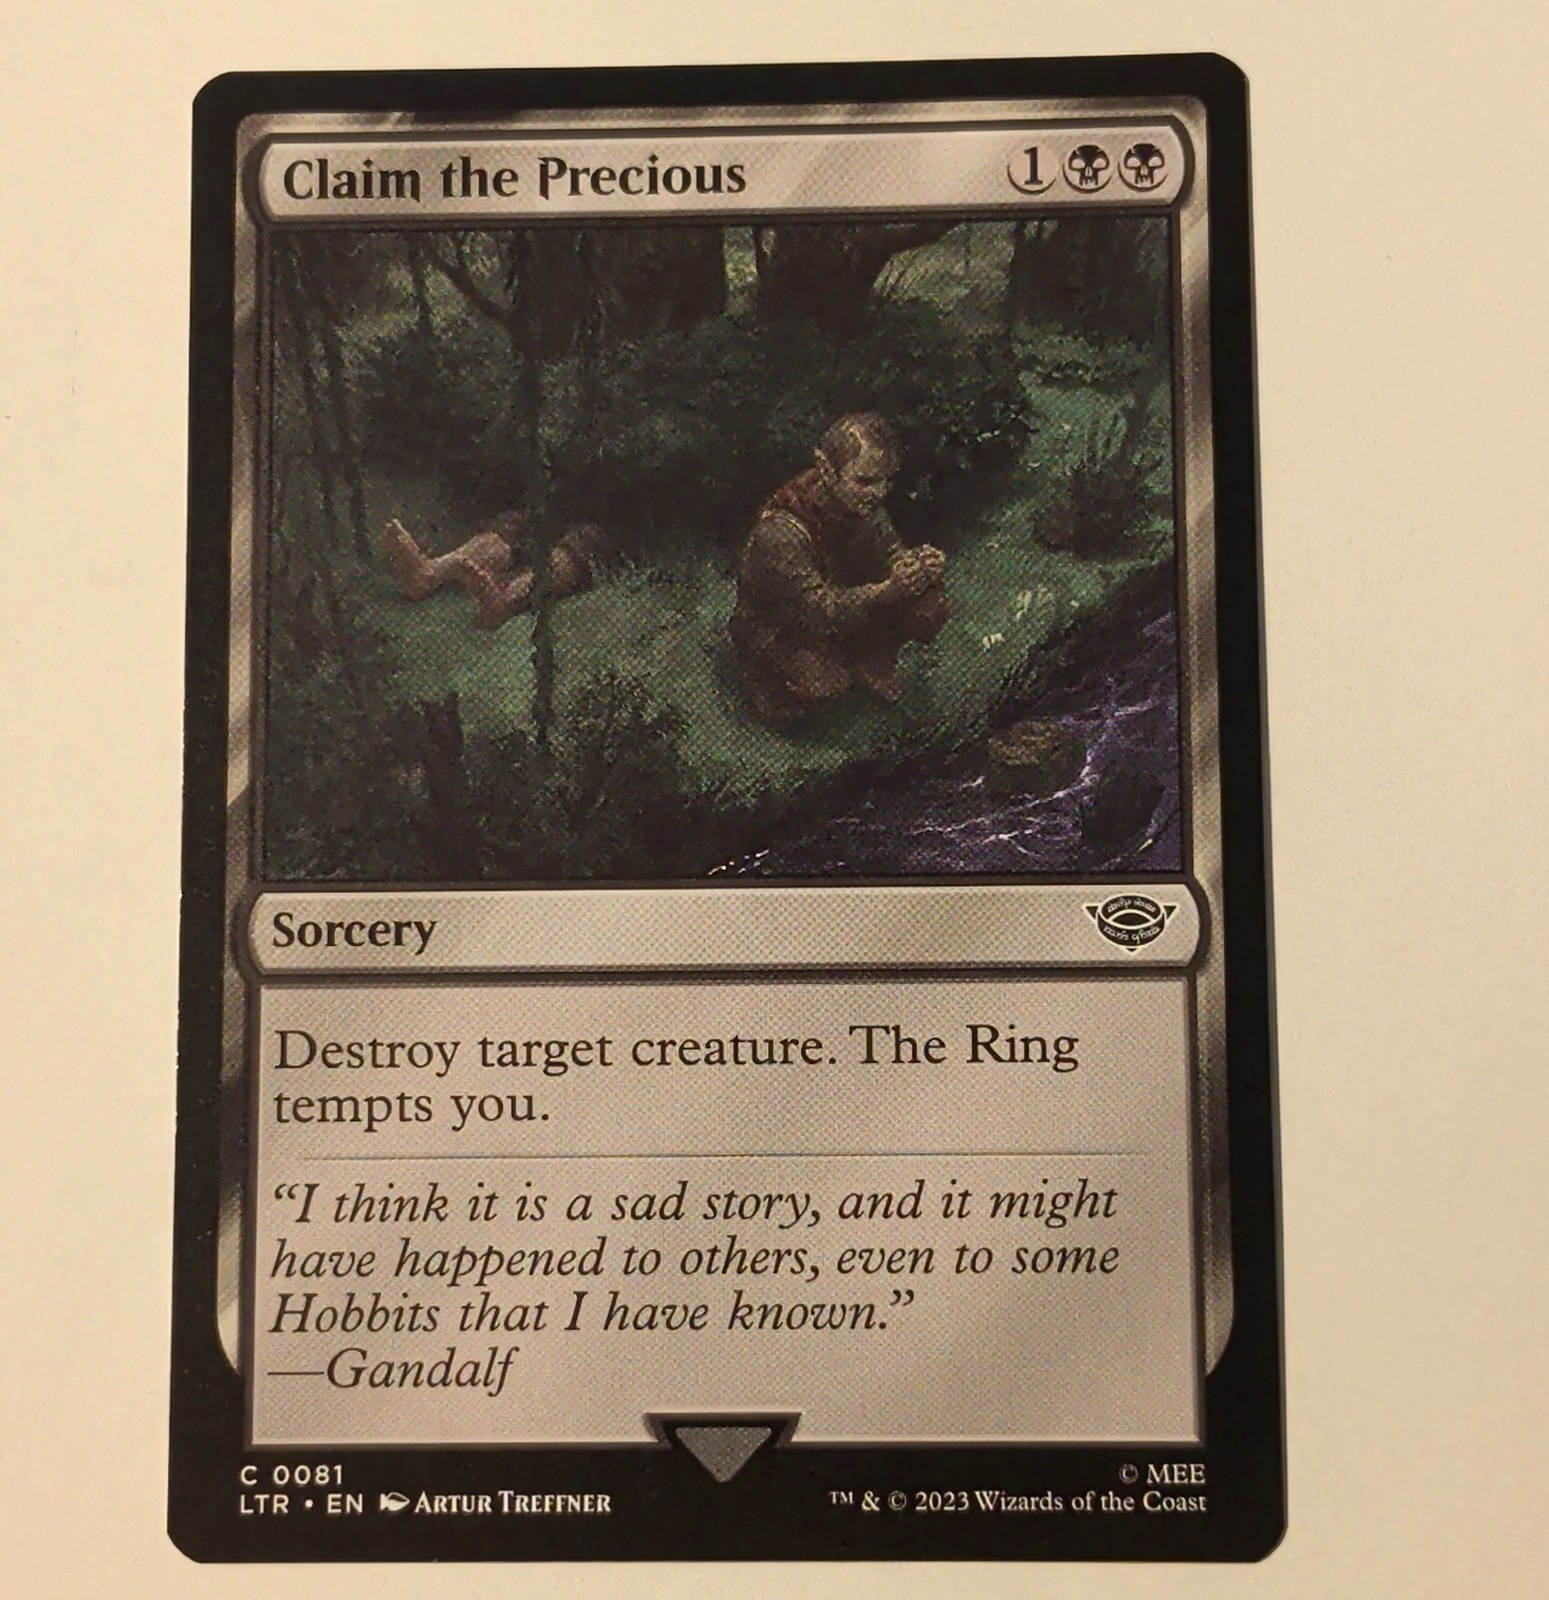 Claim the Precious 1
Sorcery
Destroy target creature. The Ring
tempts you.
“I think it is a sad story, and it might
have happened to others, even to some
Hobbits that I have known.”
—Gandalf
C 0081
© MEE
LTR • EN ARTUR TREFFNER
™ & © 2023 Wizards of the Coast